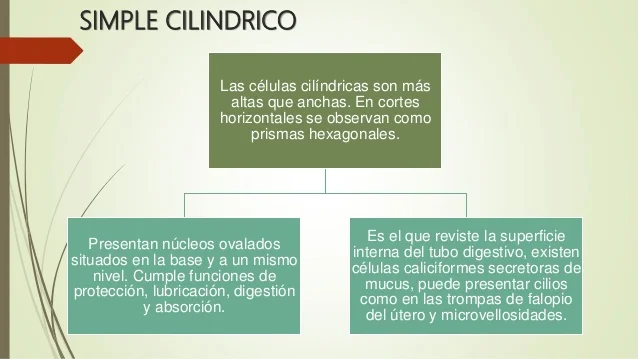 SIMPLE CILINDRICO
Las células cilíndricas son más
altas que anchas. En cortes
horizontales se observan como
prismas hexagonales.
Presentan núcleos ovalados
situados en la base y a un mismo
nivel. Cumple funciones de
protección, lubricación, digestión
y absorción.
Es el que reviste la superficie
interna del tubo digestivo, existen
células caliciformes secretoras de
mucus, puede presentar cilios
como en las trompas de falopio
del útero y microvellosidades.